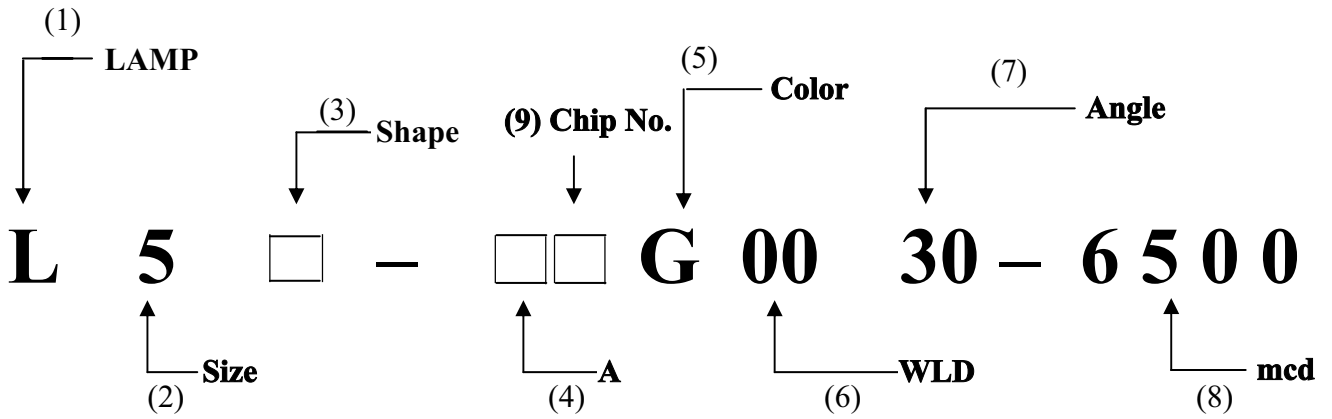 (1)
LAMP
(5)
Color
(7)
Angle
(3)
Shape
(9) Chip No.
L 5 □ – □□ G 00 30 – 6 5 0 0
Size
(2)
A
(4)
WLD
(6)
mcd
(8)